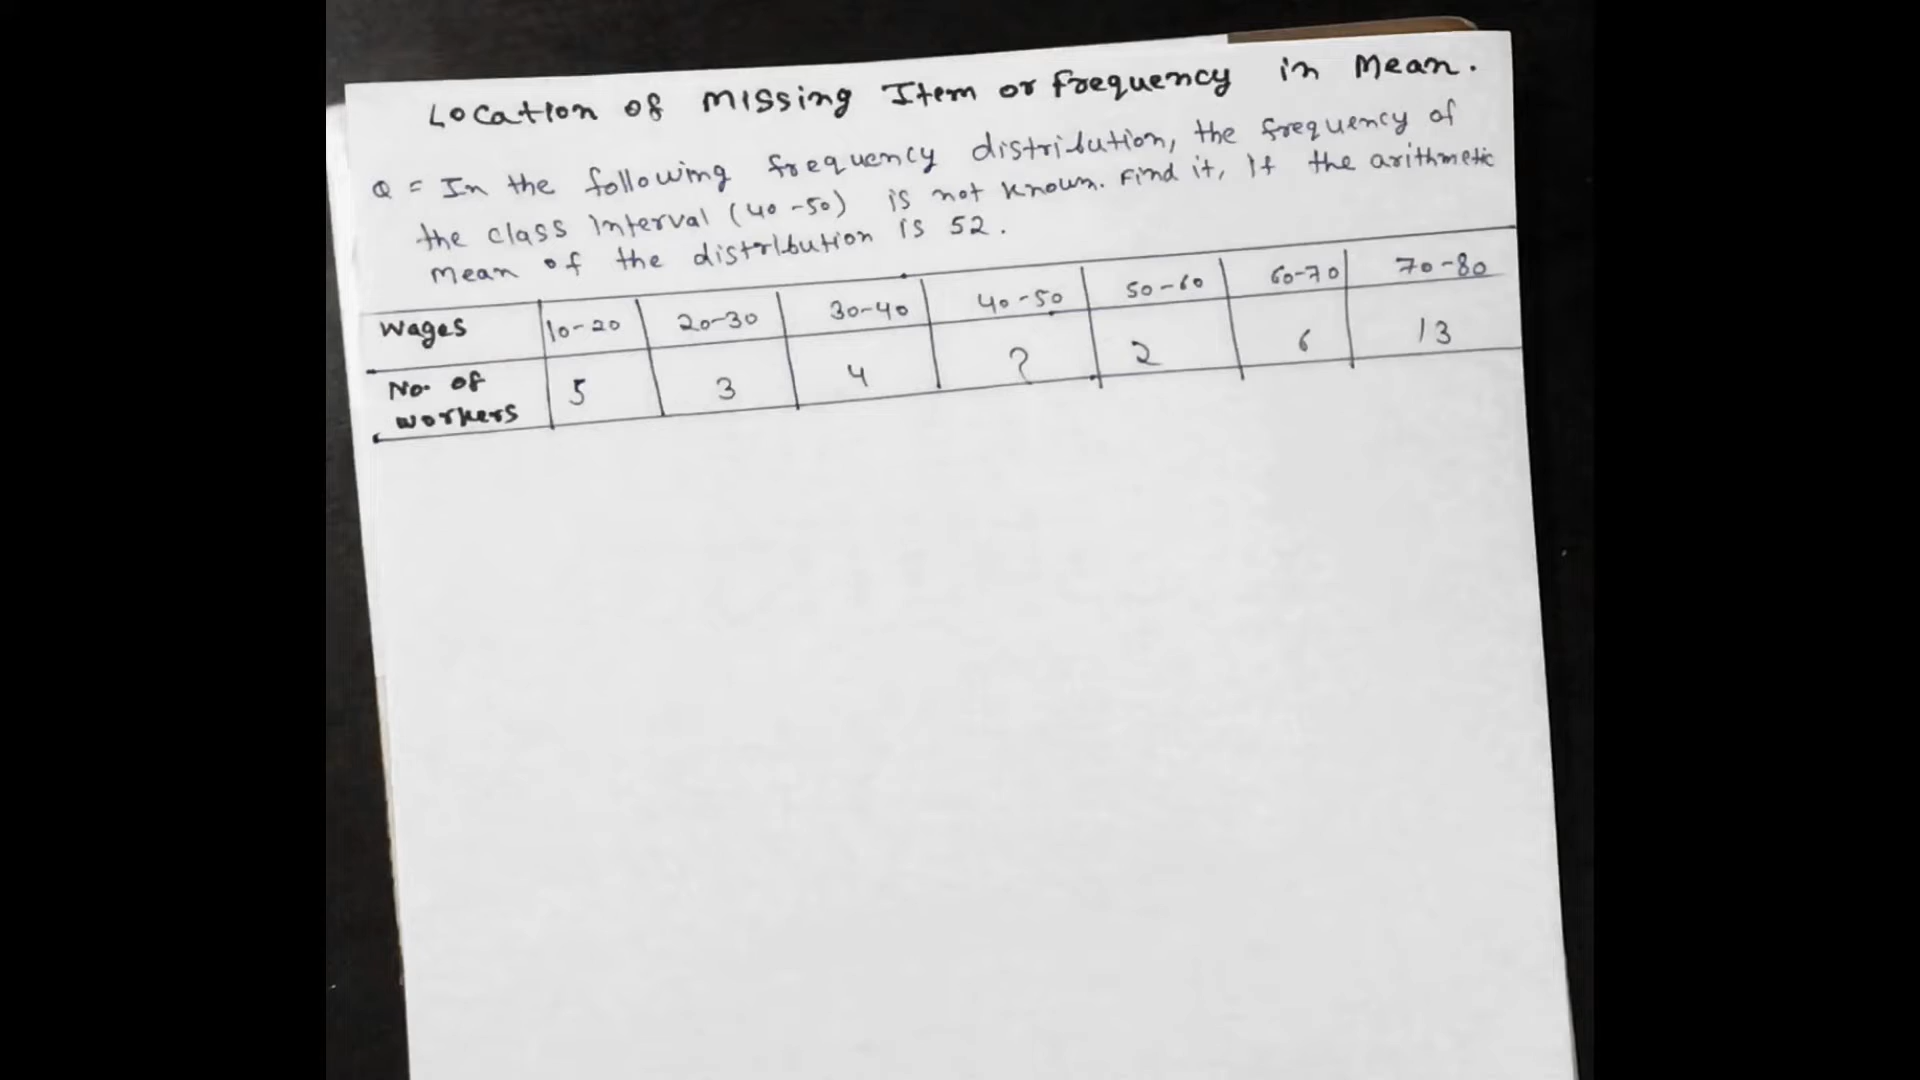 Location of Missing Item or frequency in Mean.
Q = In the following frequency distribution, the frequency of
the class interval (40-50) is not known. Find it, If the arithmetic
mean of the distribution is 52.
Wages 10-20 20-30 30-40 40-50 50-60 60-70 70-80
No. of workers 5 3 4 ? 2 6 13